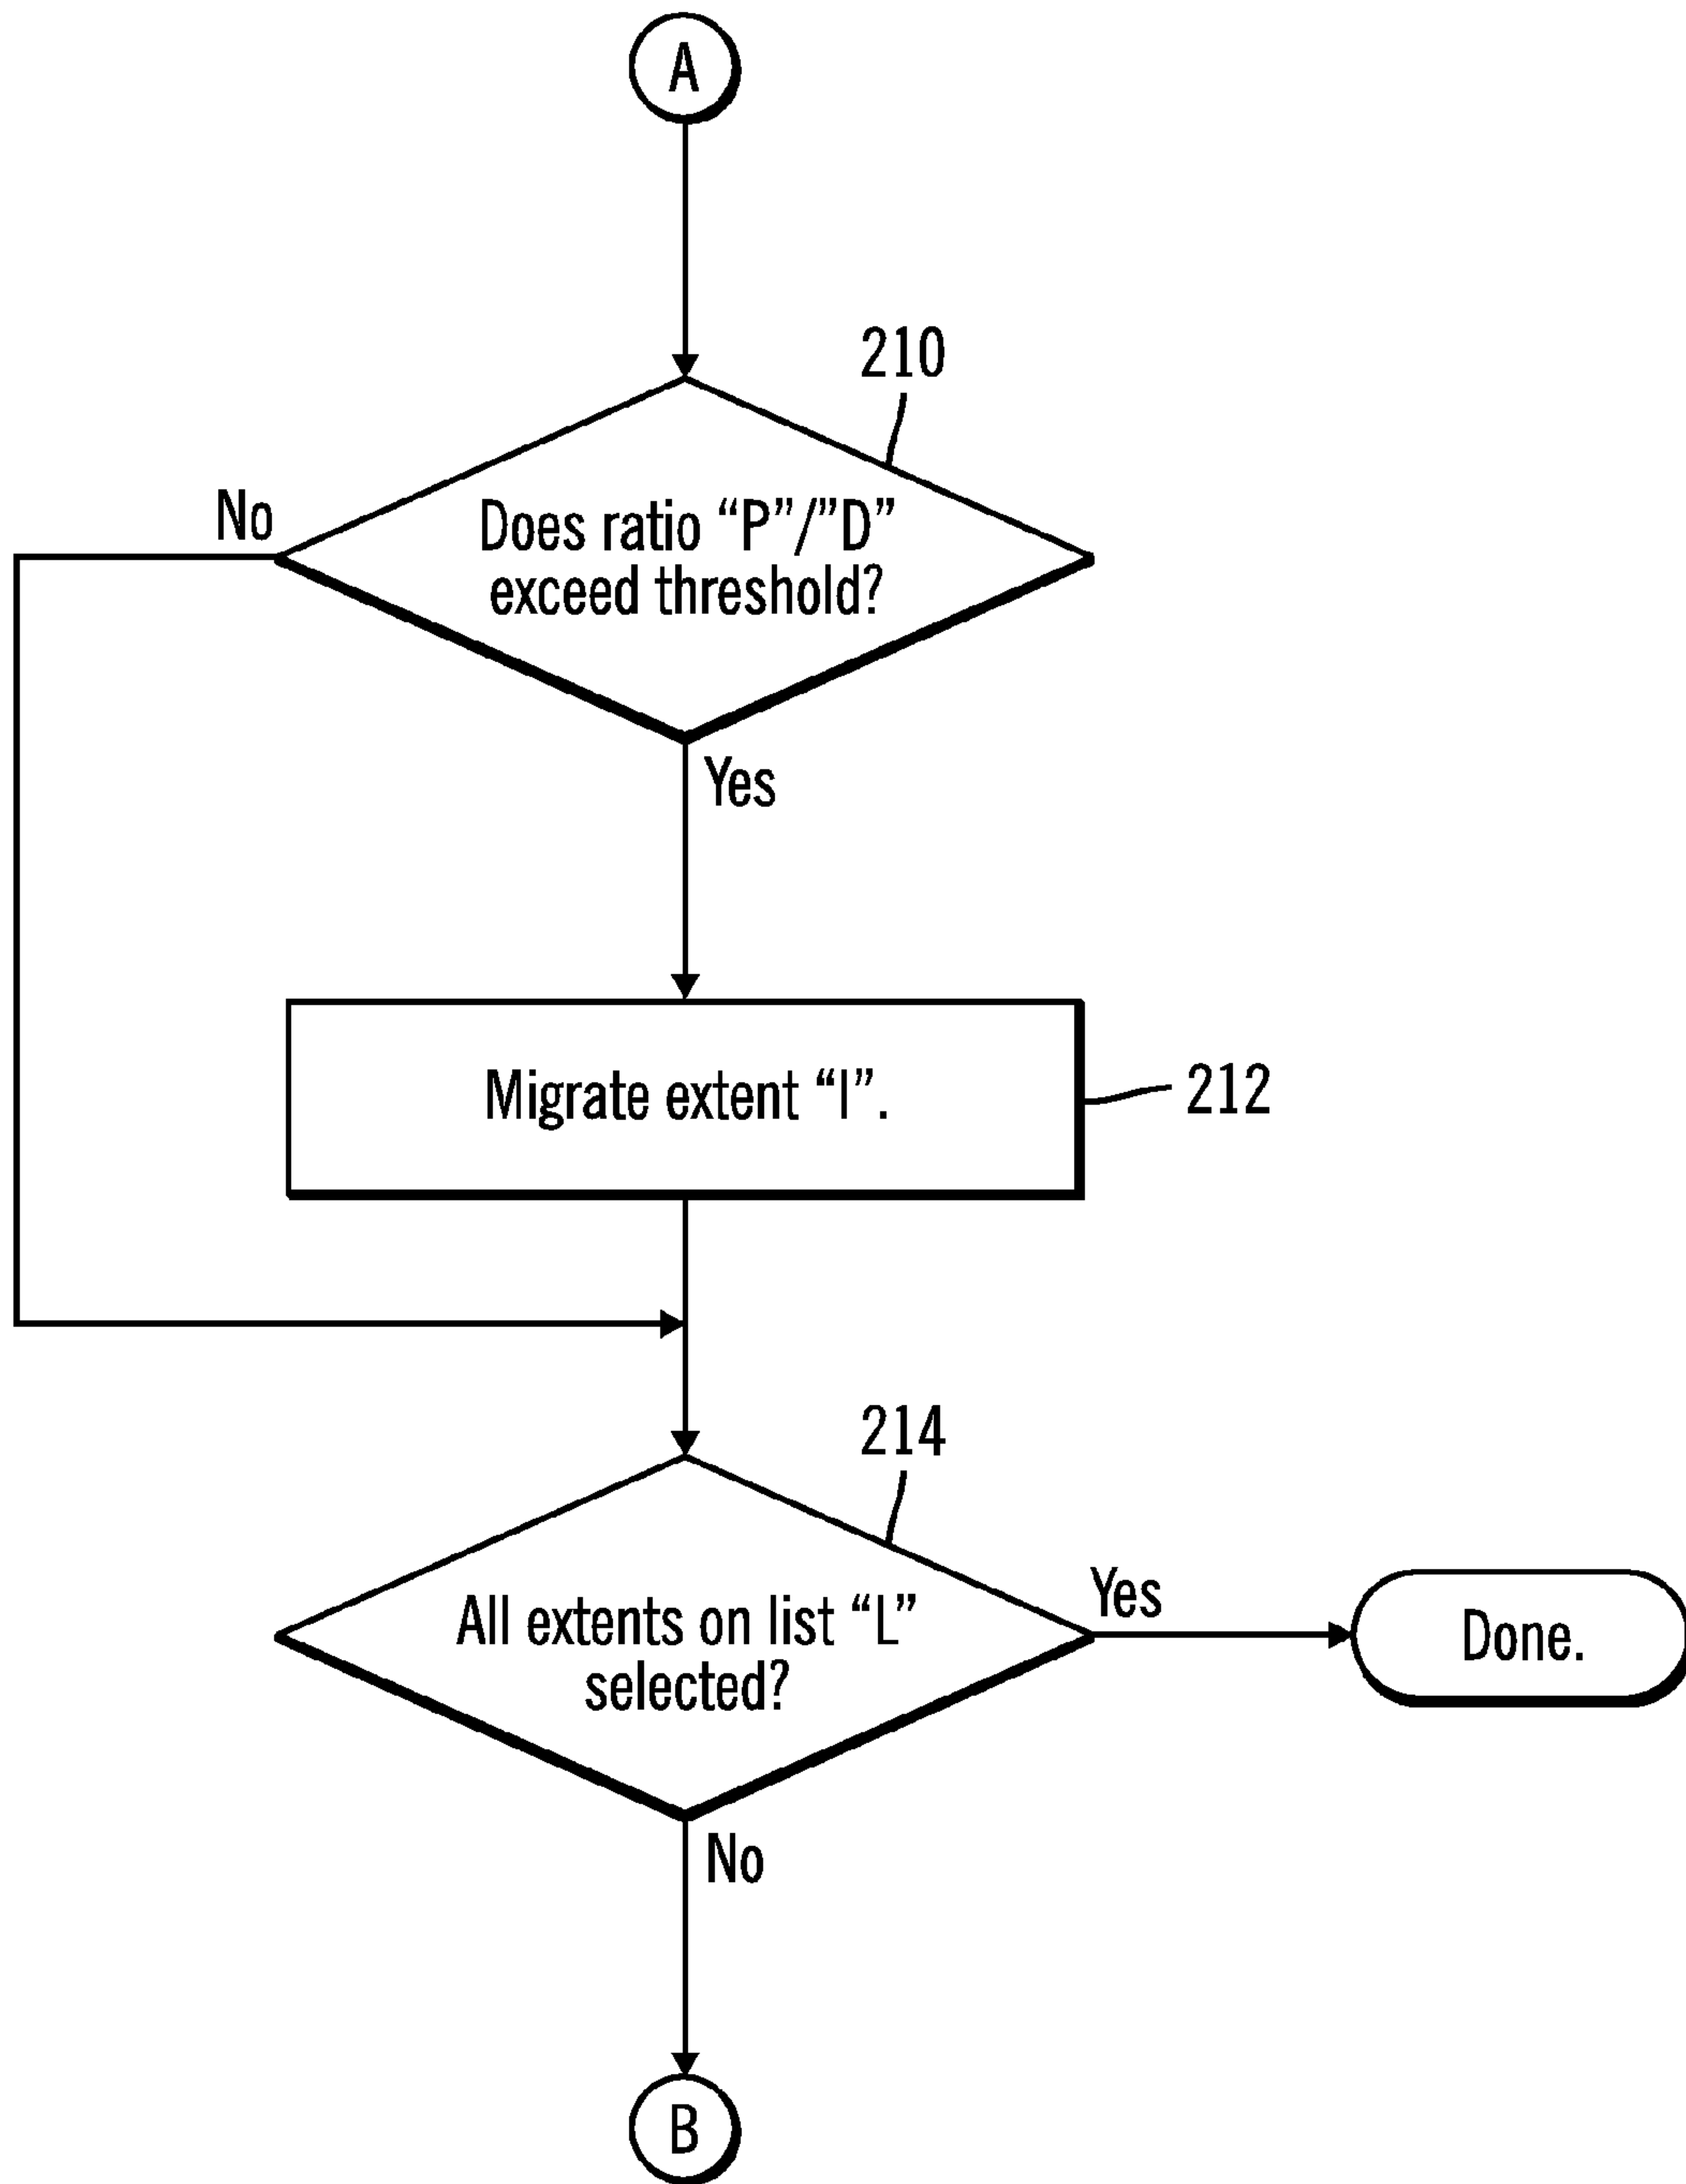 A
210
No
Does ratio “P”/”D”
exceed threshold?
Yes
Migrate extent “I”.
212
214
All extents on list “L”
selected?
Yes
Done.
No
B